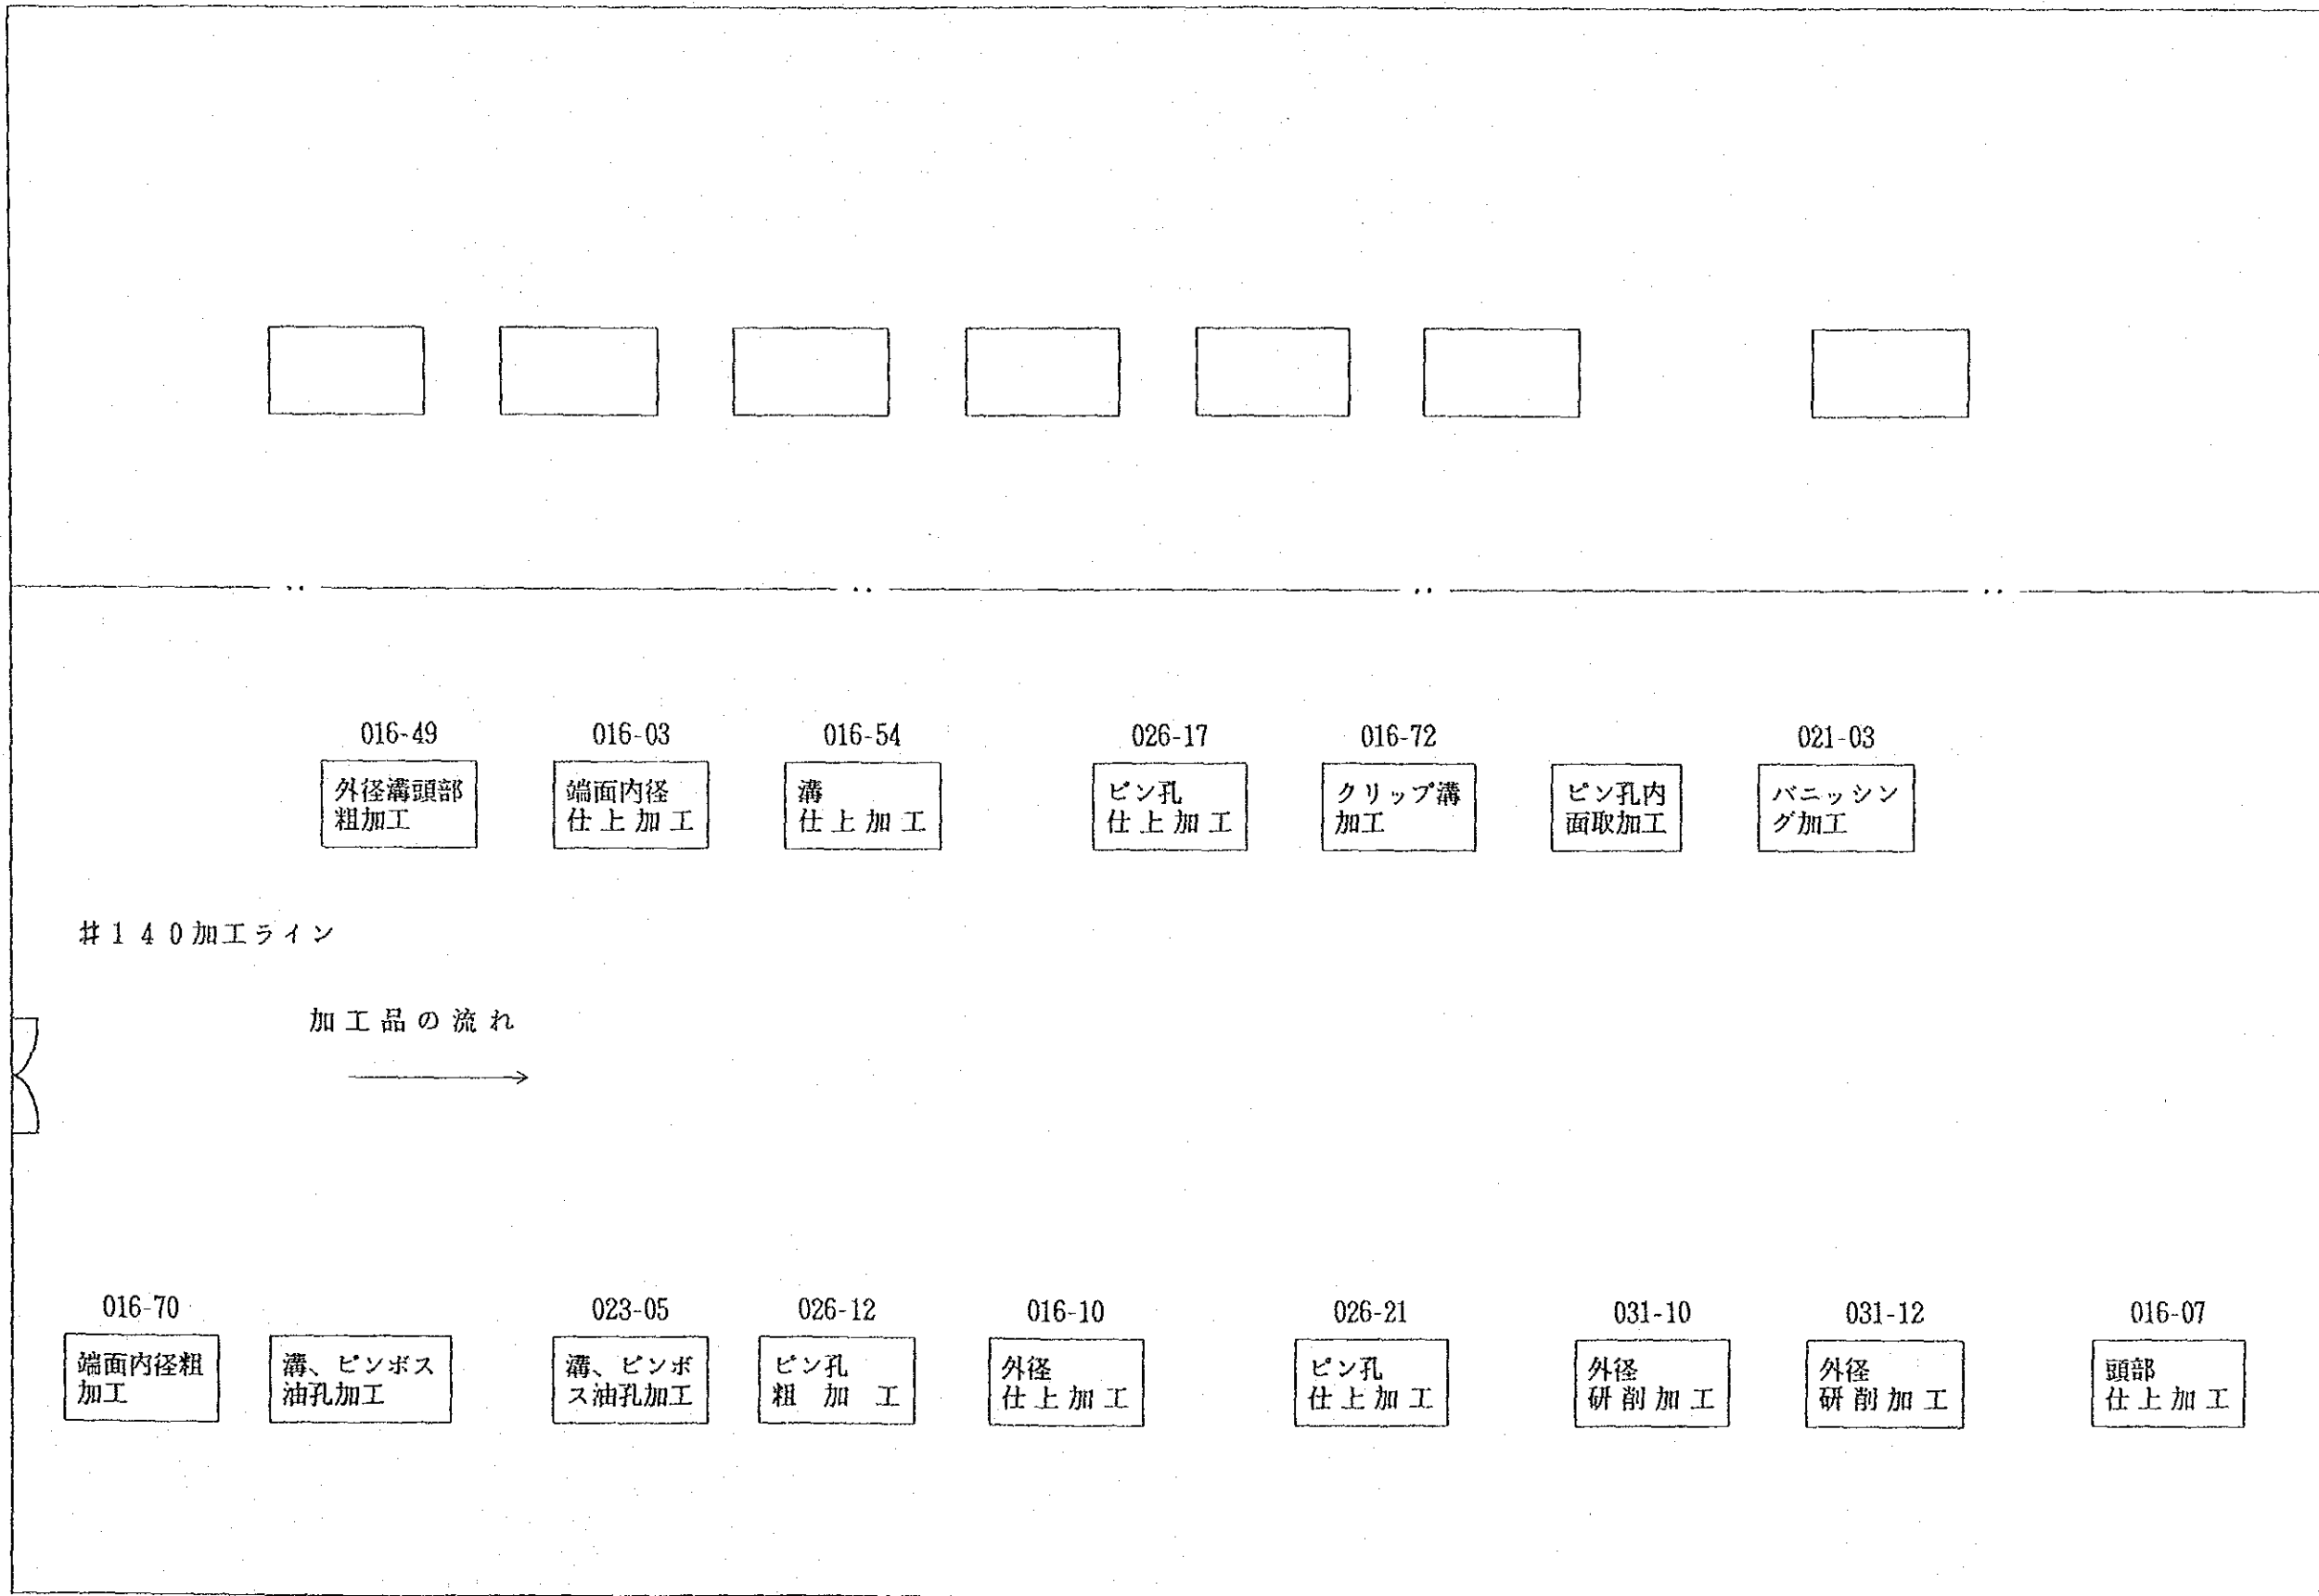 016-49
016-03
016-54
026-17
016-72
021-03
外径溝頭部
粗加工
端面内径
仕上加工
溝
仕上加工
ピン孔
仕上加工
クリップ溝
加工
ピン孔内
面取加工
バニッシン
グ加工
#140加工ライン
加工品の流れ
016-70
023-05
026-12
016-10
026-21
031-10
031-12
016-07
端面内径粗
加工
溝、ピンボス
油孔加工
溝、ピンボ
ス油孔加工
ピン孔
粗加工
外径
仕上加工
ピン孔
仕上加工
外径
研削加工
外径
研削加工
頭部
仕上加工